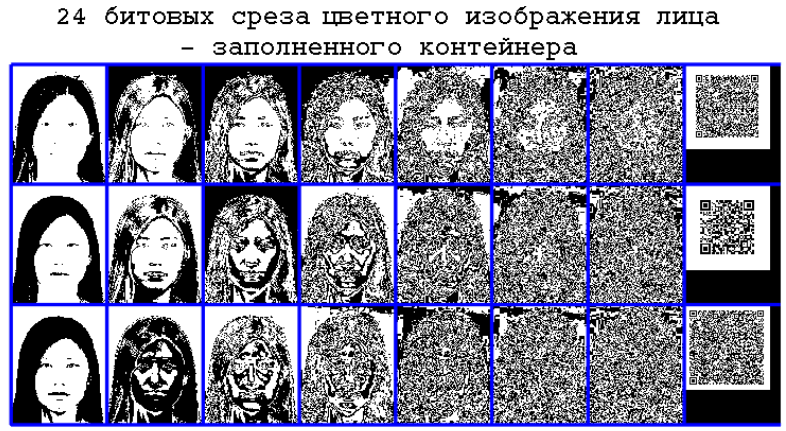 24 битовых среза цветного изображения лица
– заполненного контейнера